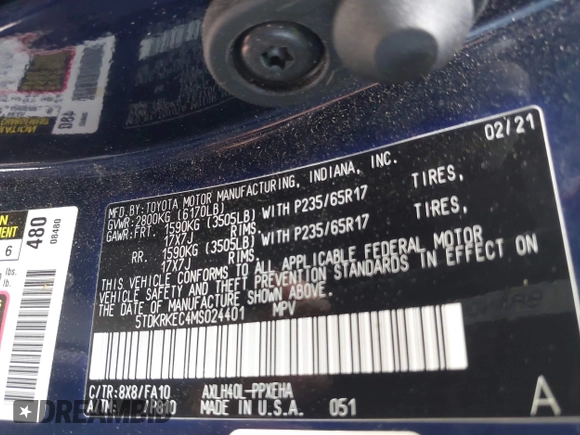 02/21
MFD. BY: TOYOTA MOTOR MANUFACTURING, INDIANA, INC.
GVWR: 2800KG (6170LB)
GAWR: FRT. 1590KG (3505LB) WITH P235/65R17 TIRES,
17X7J RIMS,
RR. 1590KG (3505LB) WITH P235/65R17 TIRES,
17X7J RIMS.
THIS VEHICLE CONFORMS TO ALL APPLICABLE FEDERAL MOTOR
VEHICLE SAFETY AND THEFT PREVENTION STANDARDS IN EFFECT ON
THE DATE OF MANUFACTURE SHOWN ABOVE.
5TDKRKEC4MS024401 MPV
C/TR: 8X8/FA10 AXLH40L-PPXEHA
MADE IN U.S.A. 051
A
480
DB480
6
lbs.
lb.
DREAMBID